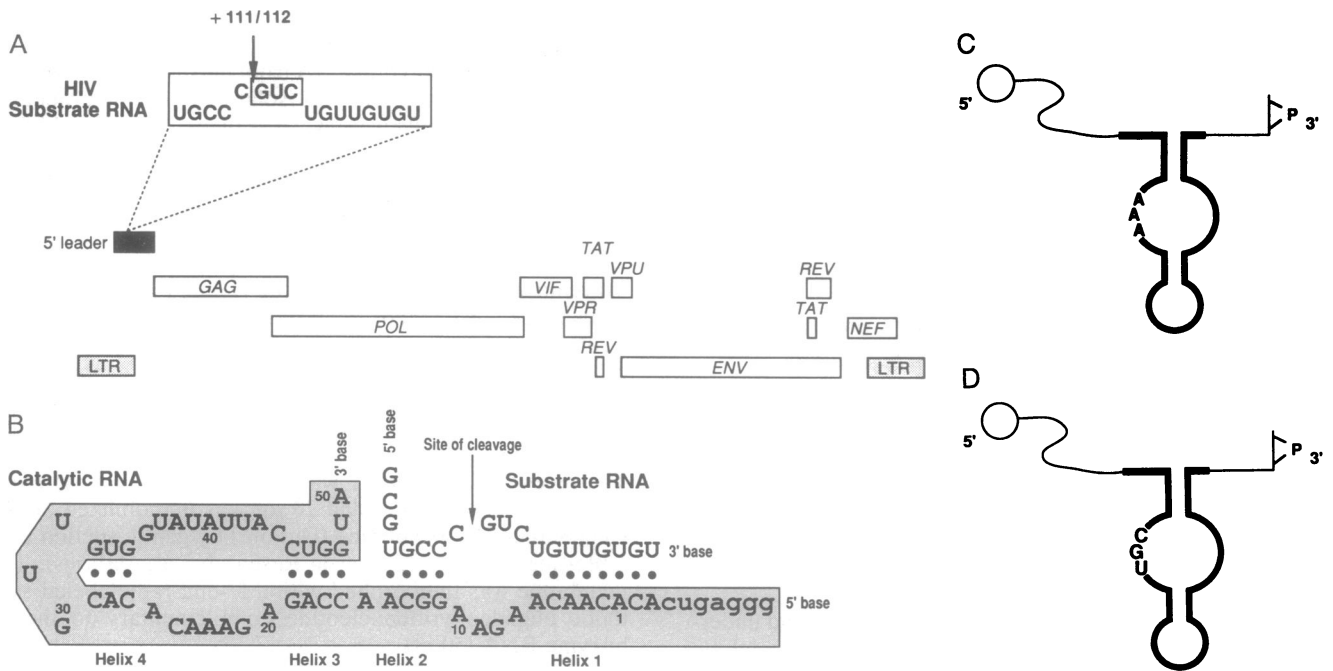 A
+ 111/112
HIV
Substrate RNA
C GUC
UGCC UGUUGUGU
5' leader
TAT
VPU
REV
GAG
VIF
VPR
TAT
POL
NEF
REV
LTR
ENV
LTR
B
Catalytic RNA
3' base
5' base
Site of cleavage
Substrate RNA
50 A
U
G
C
G
U
G
UAUAUUA
40
C
C
GUC
GUG
CUGG
UGCC
UGUUGUGU
3' base
U
CAC
A
CAAAG
A
20
GACC
A
ACGG
A
10
AG
A
ACAACACAcugaggg
1
5' base
30
G
Helix 4
Helix 3
Helix 2
Helix 1
C
5'
P 3'
A
A
A
D
5'
P 3'
C
G
U